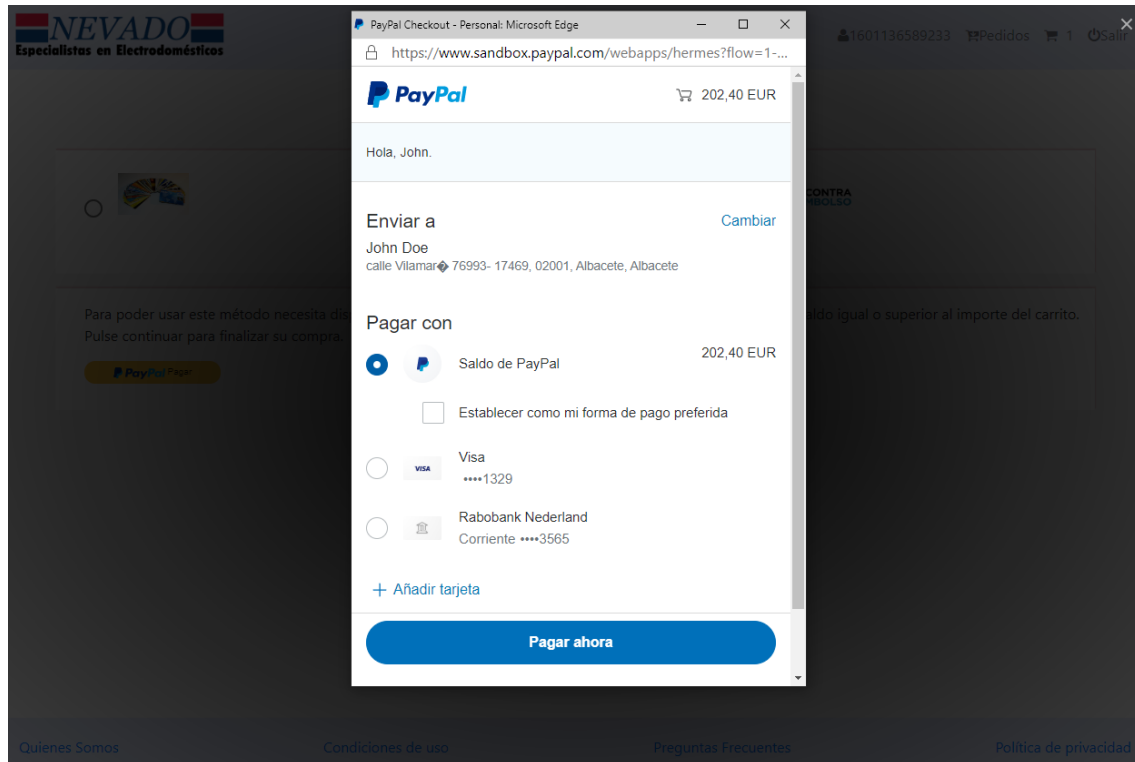 NEVADO
Especialistas en Electrodomésticos
1601136589233 Pedidos 1 Salir
PayPal Checkout - Personal: Microsoft Edge
https://www.sandbox.paypal.com/webapps/hermes?flow=1-...
PayPal
202,40 EUR
Hola, John.
Enviar a
Cambiar
John Doe
calle Vilamar� 76993- 17469, 02001, Albacete, Albacete
Pagar con
Saldo de PayPal
202,40 EUR
Establecer como mi forma de pago preferida
VISA
Visa
••••1329
Rabobank Nederland
Corriente ••••3565
+ Añadir tarjeta
Pagar ahora
CONTRA
Para poder usar este método necesita
igual o superior al importe del carrito.
Pulse continuar para finalizar su compra.
PayPal Pagar
Quienes Somos
Condiciones de uso
Preguntas Frecuentes
Política de privacidad